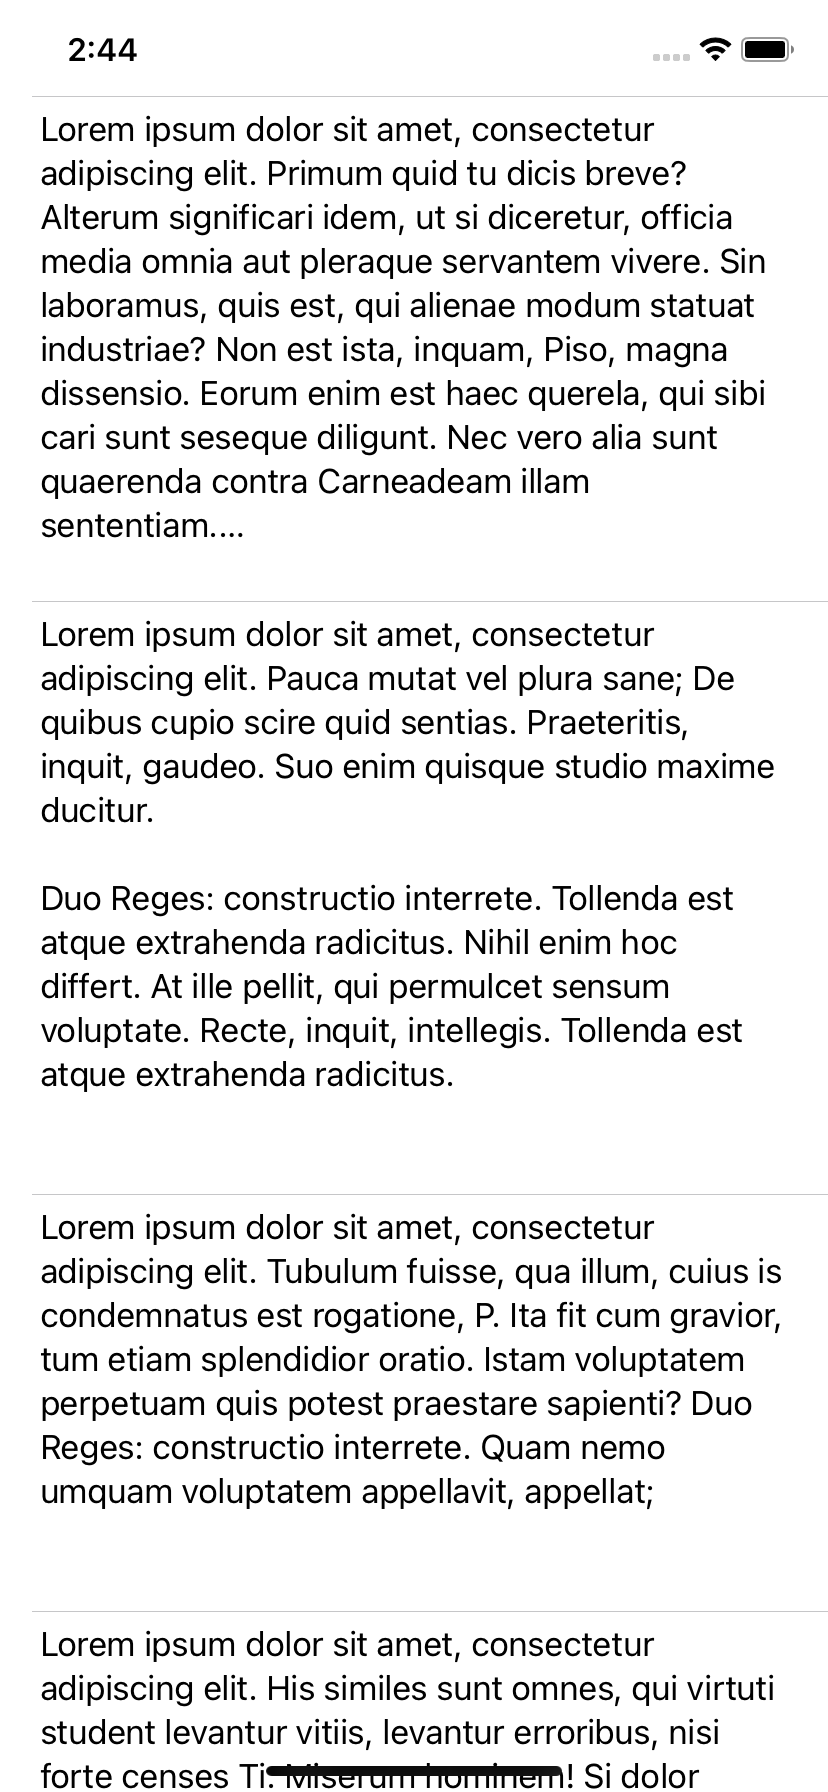 2:44
Lorem ipsum dolor sit amet, consectetur
adipiscing elit. Primum quid tu dicis breve?
Alterum significari idem, ut si diceretur, officia
media omnia aut pleraque servantem vivere. Sin
laboramus, quis est, qui alienae modum statuat
industriae? Non est ista, inquam, Piso, magna
dissensio. Eorum enim est haec querela, qui sibi
cari sunt seseque diligunt. Nec vero alia sunt
quaerenda contra Carneadeam illam
sententiam....
Lorem ipsum dolor sit amet, consectetur
adipiscing elit. Pauca mutat vel plura sane; De
quibus cupio scire quid sentias. Praeteritis,
inquit, gaudeo. Suo enim quisque studio maxime
ducitur.
Duo Reges: constructio interrete. Tollenda est
atque extrahenda radicitus. Nihil enim hoc
differt. At ille pellit, qui permulcet sensum
voluptate. Recte, inquit, intellegis. Tollenda est
atque extrahenda radicitus.
Lorem ipsum dolor sit amet, consectetur
adipiscing elit. Tubulum fuisse, qua illum, cuius is
condemnatus est rogatione, P. Ita fit cum gravior,
tum etiam splendidior oratio. Istam voluptatem
perpetuam quis potest praestare sapienti? Duo
Reges: constructio interrete. Quam nemo
umquam voluptatem appellavit, appellat;
Lorem ipsum dolor sit amet, consectetur
adipiscing elit. His similes sunt omnes, qui virtuti
student levantur vitiis, levantur erroribus, nisi
forte censes Ti. Miserum hominem! Si dolor